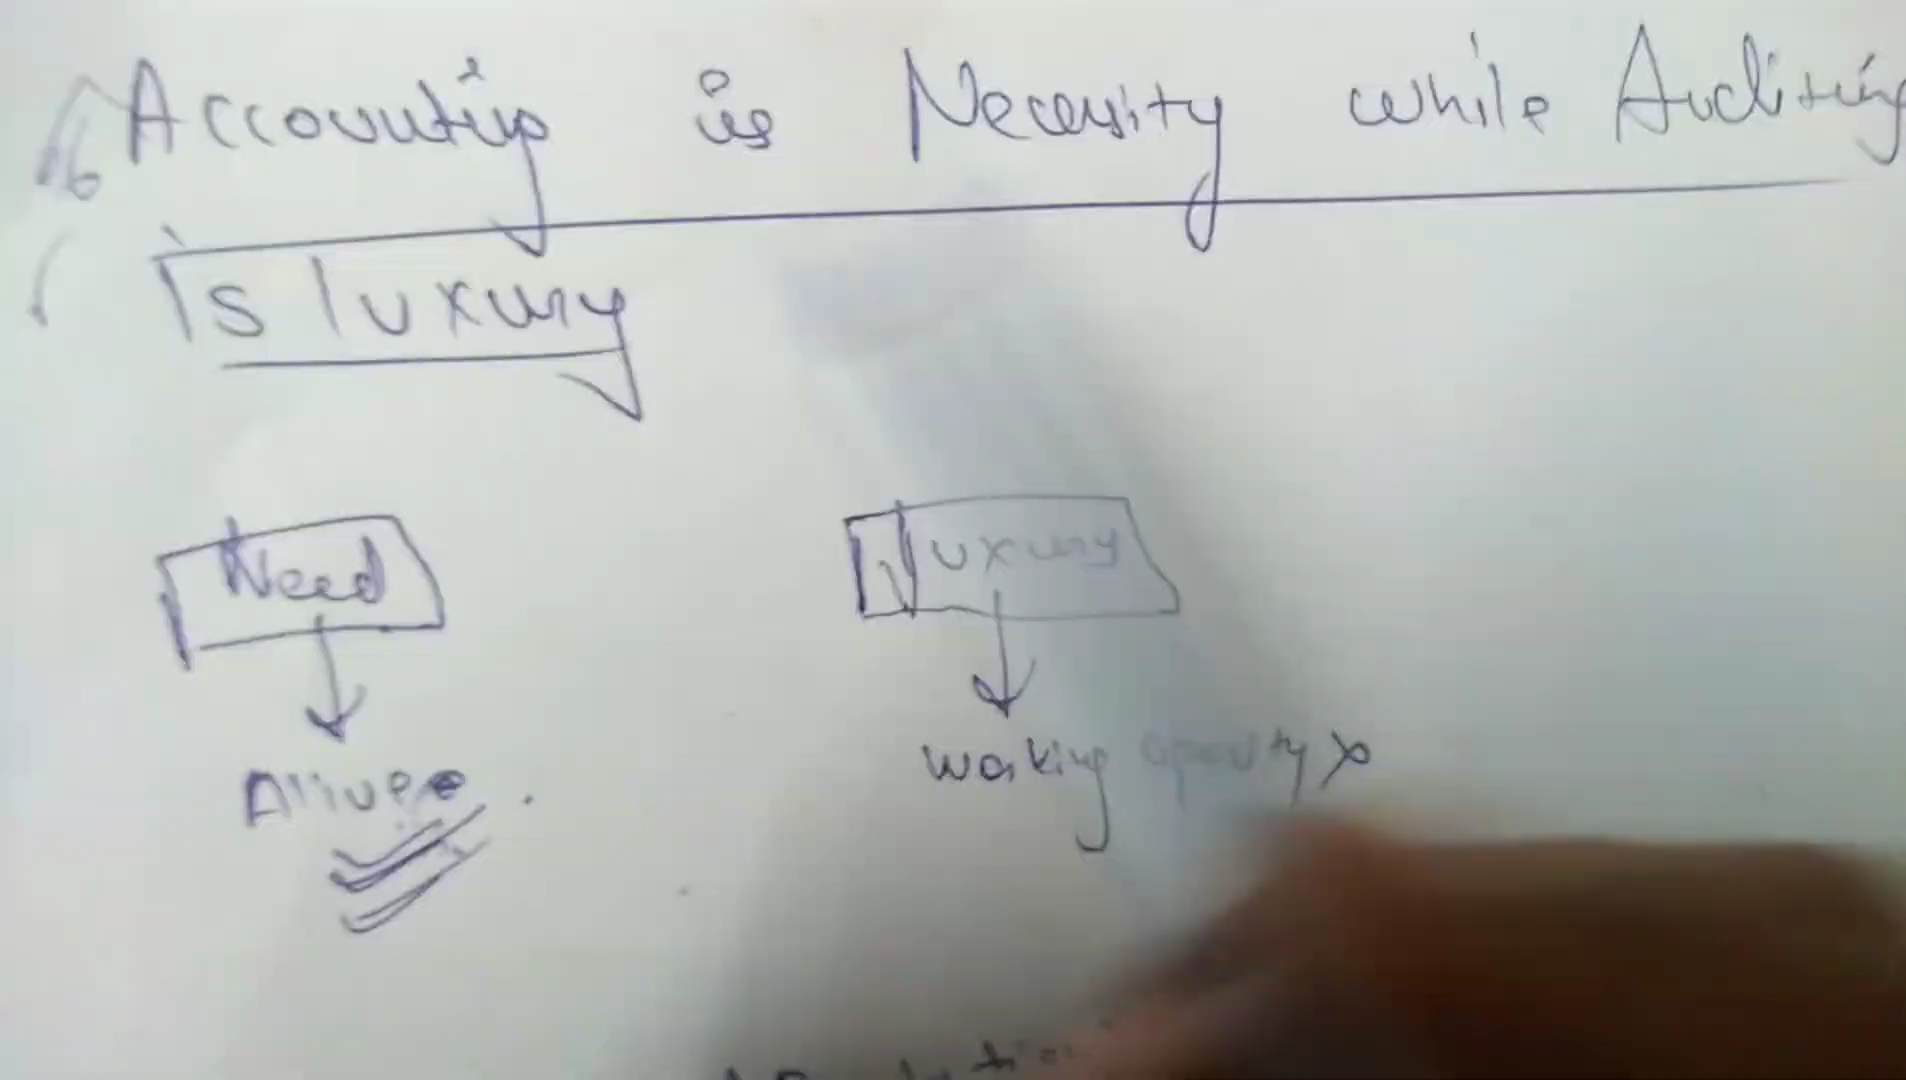 Accounting is Necessity while Auditing
is luxury
Need
luxury
Alive
working